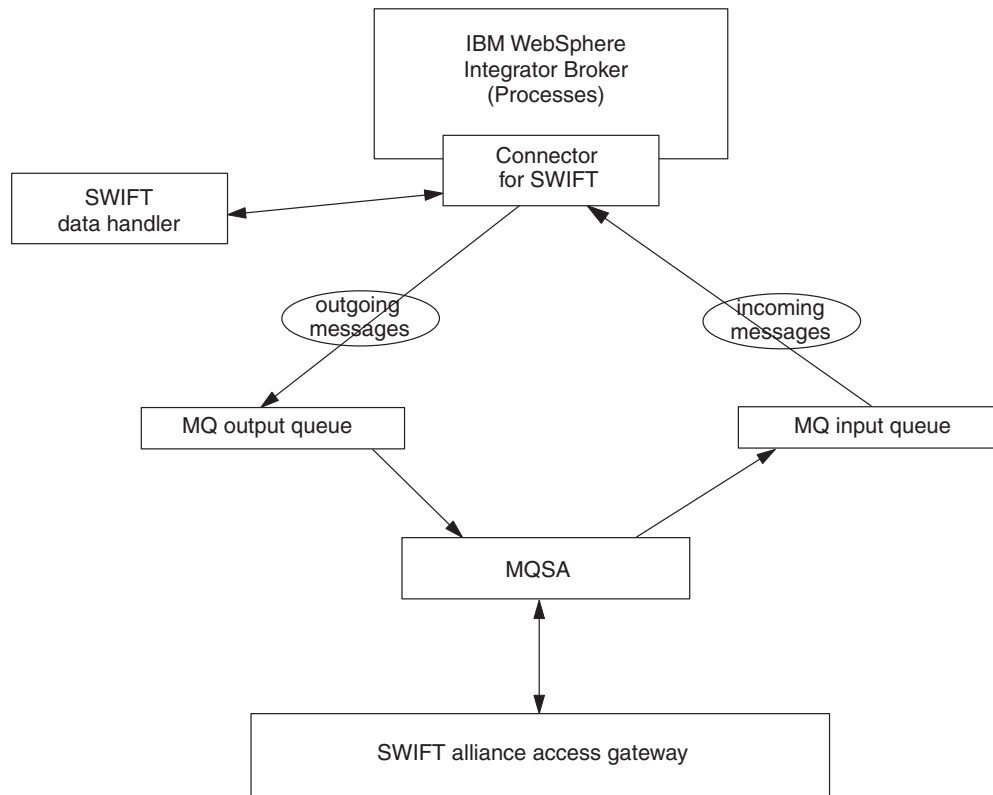 IBM WebSphere
Integrator Broker
(Processes)
Connector
for SWIFT
SWIFT
data handler
outgoing
messages
incoming
messages
MQ output queue
MQ input queue
MQSA
SWIFT alliance access gateway